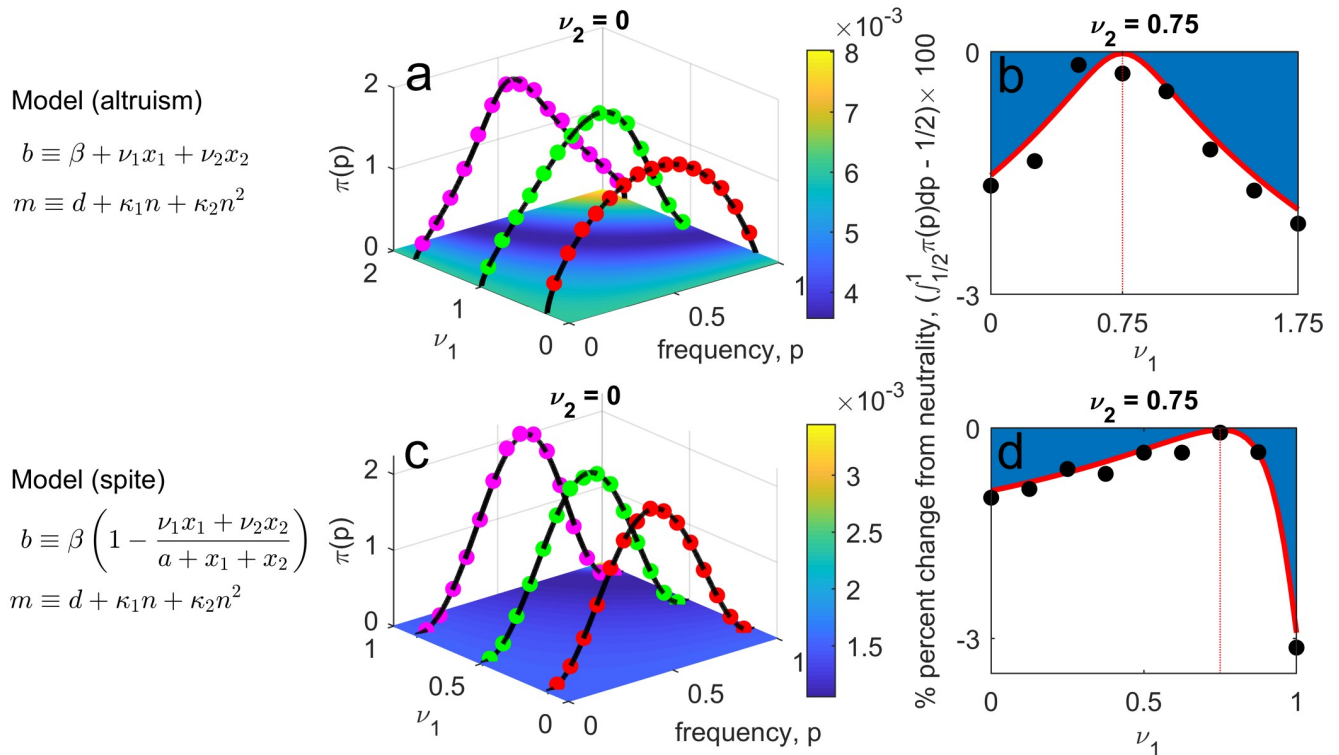 Model (altruism)
b ≡ β + ν₁x₁ + ν₂x₂
m ≡ d + κ₁n + κ₂n²
ν₂ = 0
a
π(p)
2
1
0
2
1
0
ν₁
0
0.5
1
frequency, p
×10⁻³
8
7
6
5
4
ν₂ = 0.75
b
0
-3
0
0.75
1.75
ν₁
% percent change from neutrality, (∫₁/₂¹ π(p)dp - 1/2)× 100
Model (spite)
b ≡ β (1 − (ν₁x₁ + ν₂x₂)/(a + x₁ + x₂))
m ≡ d + κ₁n + κ₂n²
ν₂ = 0
c
π(p)
2
1
0
1
0.5
0
ν₁
0
0.5
1
frequency, p
×10⁻³
3
2.5
2
1.5
ν₂ = 0.75
d
0
-3
0
0.5
1
ν₁